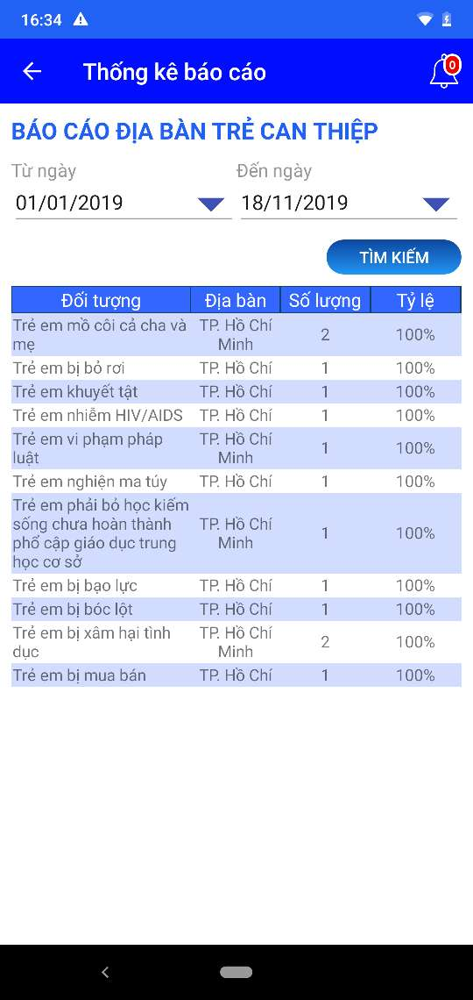 16:34
Thống kê báo cáo
0
BÁO CÁO ĐỊA BÀN TRẺ CAN THIỆP
Từ ngày Đến ngày
01/01/2019 18/11/2019
TÌM KIẾM
Đối tượng Địa bàn Số lượng Tỷ lệ
Trẻ em mồ côi cả cha và
mẹ
TP. Hồ Chí
Minh
2 100%
Trẻ em bị bỏ rơi TP. Hồ Chí 1 100%
Trẻ em khuyết tật TP. Hồ Chí 1 100%
Trẻ em nhiễm HIV/AIDS TP. Hồ Chí 1 100%
Trẻ em vi phạm pháp
luật
TP. Hồ Chí
Minh
1 100%
Trẻ em nghiện ma túy TP. Hồ Chí 1 100%
Trẻ em phải bỏ học kiếm
sống chưa hoàn thành
phổ cập giáo dục trung
học cơ sở
TP. Hồ Chí
Minh
1 100%
Trẻ em bị bạo lực TP. Hồ Chí 1 100%
Trẻ em bị bóc lột TP. Hồ Chí 1 100%
Trẻ em bị xâm hại tình
dục
TP. Hồ Chí
Minh
2 100%
Trẻ em bị mua bán TP. Hồ Chí 1 100%